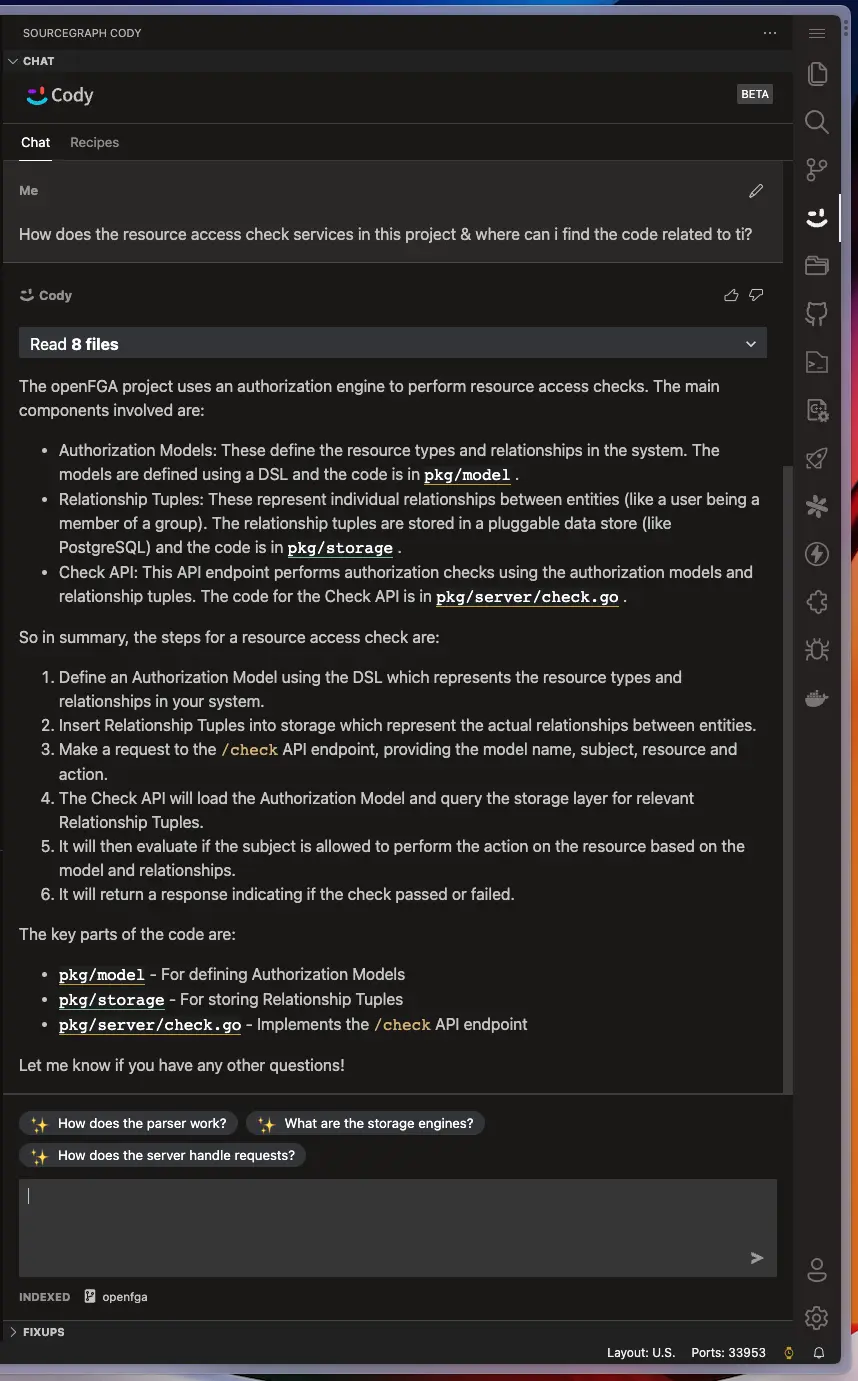 SOURCEGRAPH CODY
CHAT
Cody
BETA
Chat Recipes
Me
How does the resource access check services in this project & where can i find the code related to ti?
Cody
Read 8 files
The openFGA project uses an authorization engine to perform resource access checks. The main
components involved are:
• Authorization Models: These define the resource types and relationships in the system. The
models are defined using a DSL and the code is in pkg/model .
• Relationship Tuples: These represent individual relationships between entities (like a user being a
member of a group). The relationship tuples are stored in a pluggable data store (like
PostgreSQL) and the code is in pkg/storage .
• Check API: This API endpoint performs authorization checks using the authorization models and
relationship tuples. The code for the Check API is in pkg/server/check.go .
So in summary, the steps for a resource access check are:
1. Define an Authorization Model using the DSL which represents the resource types and
relationships in your system.
2. Insert Relationship Tuples into storage which represent the actual relationships between entities.
3. Make a request to the /check API endpoint, providing the model name, subject, resource and
action.
4. The Check API will load the Authorization Model and query the storage layer for relevant
Relationship Tuples.
5. It will then evaluate if the subject is allowed to perform the action on the resource based on the
model and relationships.
6. It will return a response indicating if the check passed or failed.
The key parts of the code are:
• pkg/model - For defining Authorization Models
• pkg/storage - For storing Relationship Tuples
• pkg/server/check.go - Implements the /check API endpoint
Let me know if you have any other questions!
How does the parser work? What are the storage engines?
How does the server handle requests?
INDEXED openfga
FIXUPS
Layout: U.S. Ports: 33953